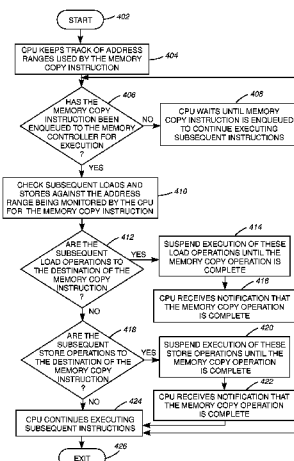 START
402
CPU KEEPS TRACK OF ADDRESS
RANGES USED BY THE MEMORY
COPY INSTRUCTION
404
406
HAS THE
MEMORY COPY
INSTRUCTION BEEN
ENQUEUED TO THE MEMORY
CONTROLLER FOR
EXECUTION
?
NO
408
CPU WAITS UNTIL MEMORY
COPY INSTRUCTION IS ENQUEUED
TO CONTINUE EXECUTING
SUBSEQUENT INSTRUCTIONS
YES
CHECK SUBSEQUENT LOADS AND
STORES AGAINST THE ADDRESS
RANGE BEING MONITORED BY THE CPU
FOR THE MEMORY COPY INSTRUCTION
410
412
ARE THE
SUBSEQUENT
LOAD OPERATIONS TO
THE DESTINATION OF THE
MEMORY COPY
INSTRUCTION
?
YES
414
SUSPEND EXECUTION OF THESE
LOAD OPERATIONS UNTIL THE
MEMORY COPY OPERATION IS
COMPLETE
416
CPU RECEIVES NOTIFICATION THAT
THE MEMORY COPY OPERATION
IS COMPLETE
NO
418
ARE THE
SUBSEQUENT
STORE OPERATIONS TO
THE DESTINATION OF THE
MEMORY COPY
INSTRUCTION
?
YES
420
SUSPEND EXECUTION OF THESE
STORE OPERATIONS UNTIL THE
MEMORY COPY OPERATION
IS COMPLETE
422
CPU RECEIVES NOTIFICATION THAT
THE MEMORY COPY OPERATION
IS COMPLETE
NO
424
CPU CONTINUES EXECUTING
SUBSEQUENT INSTRUCTIONS
426
EXIT